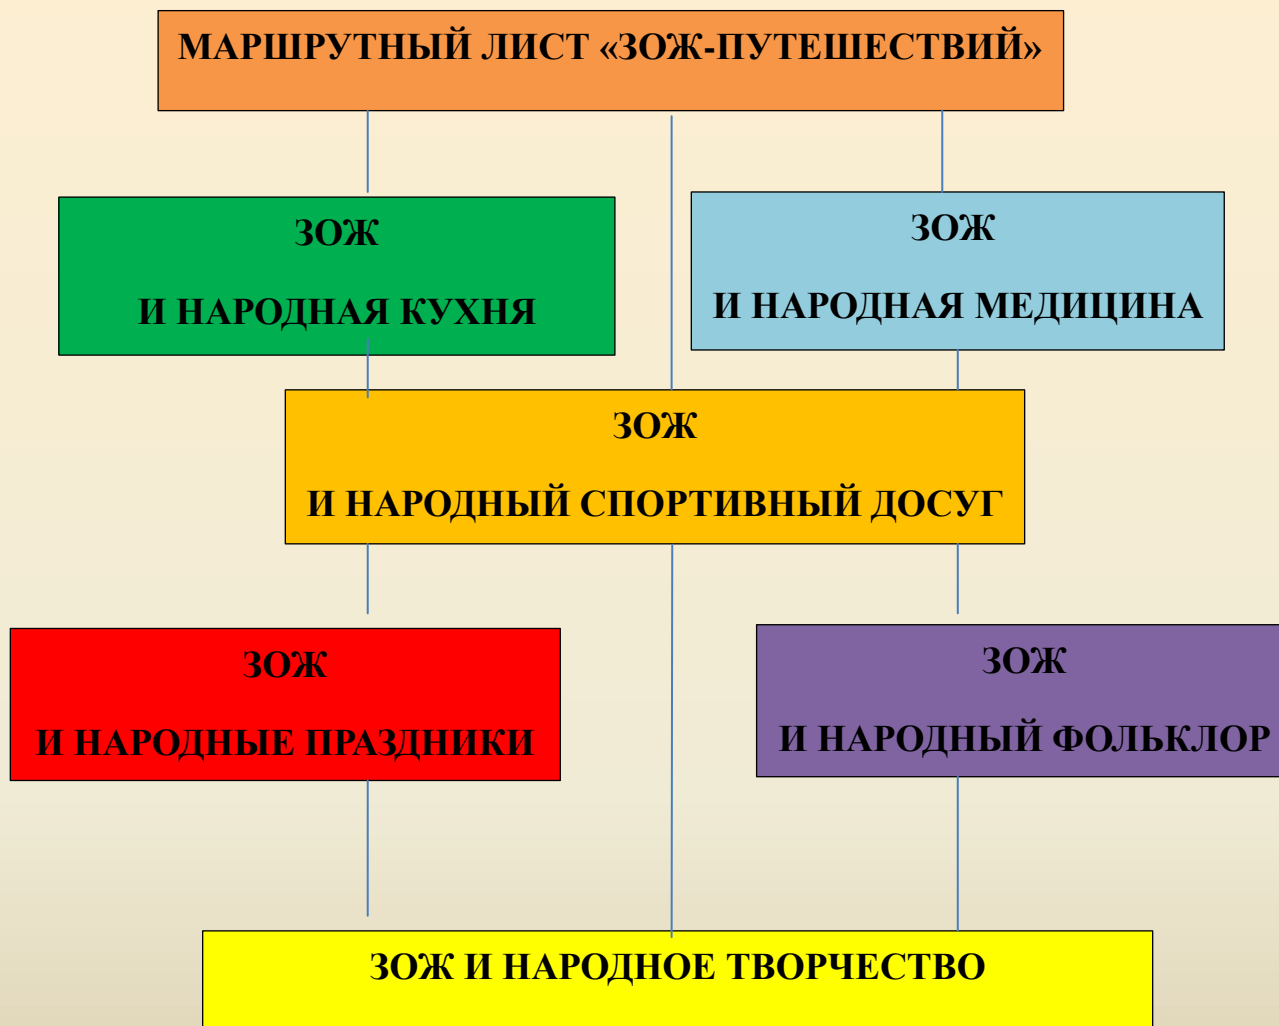 МАРШРУТНЫЙ ЛИСТ «ЗОЖ-ПУТЕШЕСТВИЙ»
ЗОЖ
И НАРОДНАЯ КУХНЯ
ЗОЖ
И НАРОДНАЯ МЕДИЦИНА
ЗОЖ
И НАРОДНЫЙ СПОРТИВНЫЙ ДОСУГ
ЗОЖ
И НАРОДНЫЕ ПРАЗДНИКИ
ЗОЖ
И НАРОДНЫЙ ФОЛЬКЛОР
ЗОЖ И НАРОДНОЕ ТВОРЧЕСТВО